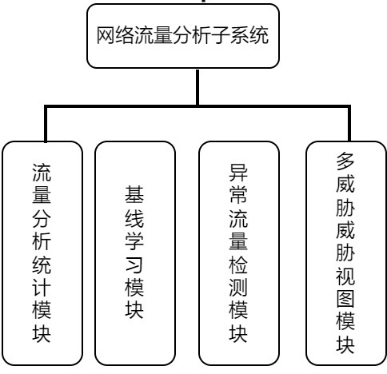 网络流量分析子系统
流量分析统计模块
基线学习模块
异常流量检测模块
多威胁威胁视图模块